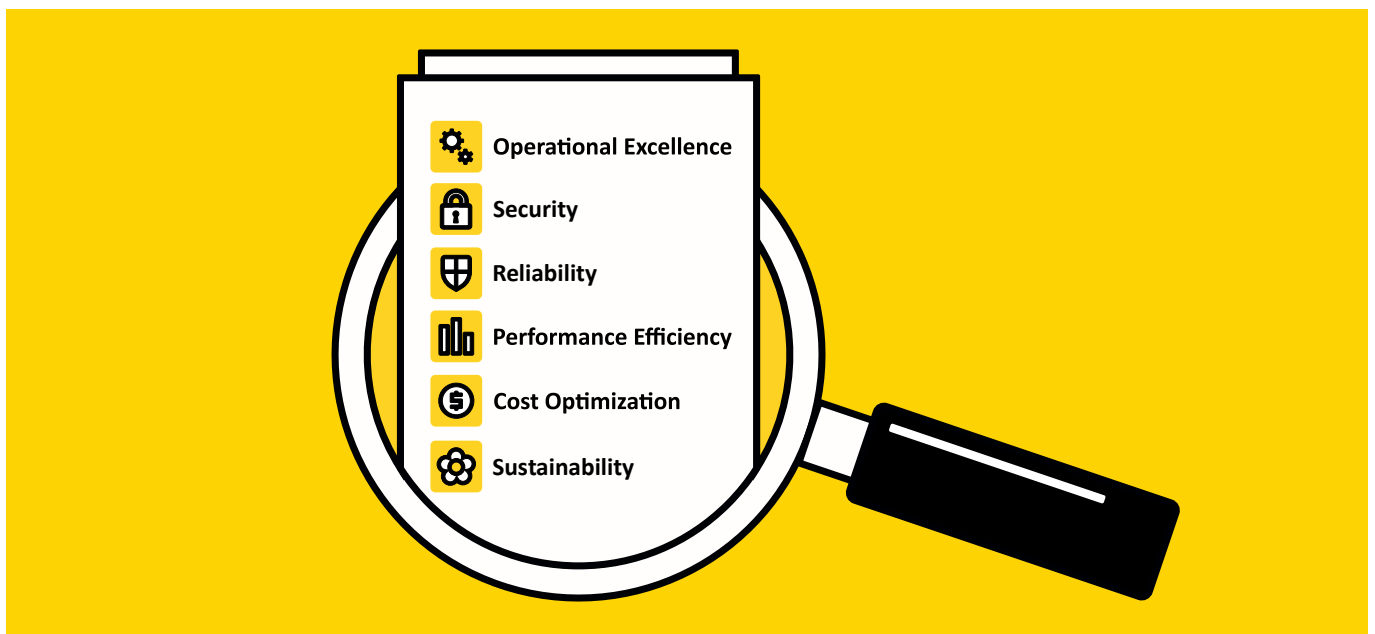 Operational Excellence
Security
Reliability
Performance Efficiency
Cost Optimization
Sustainability